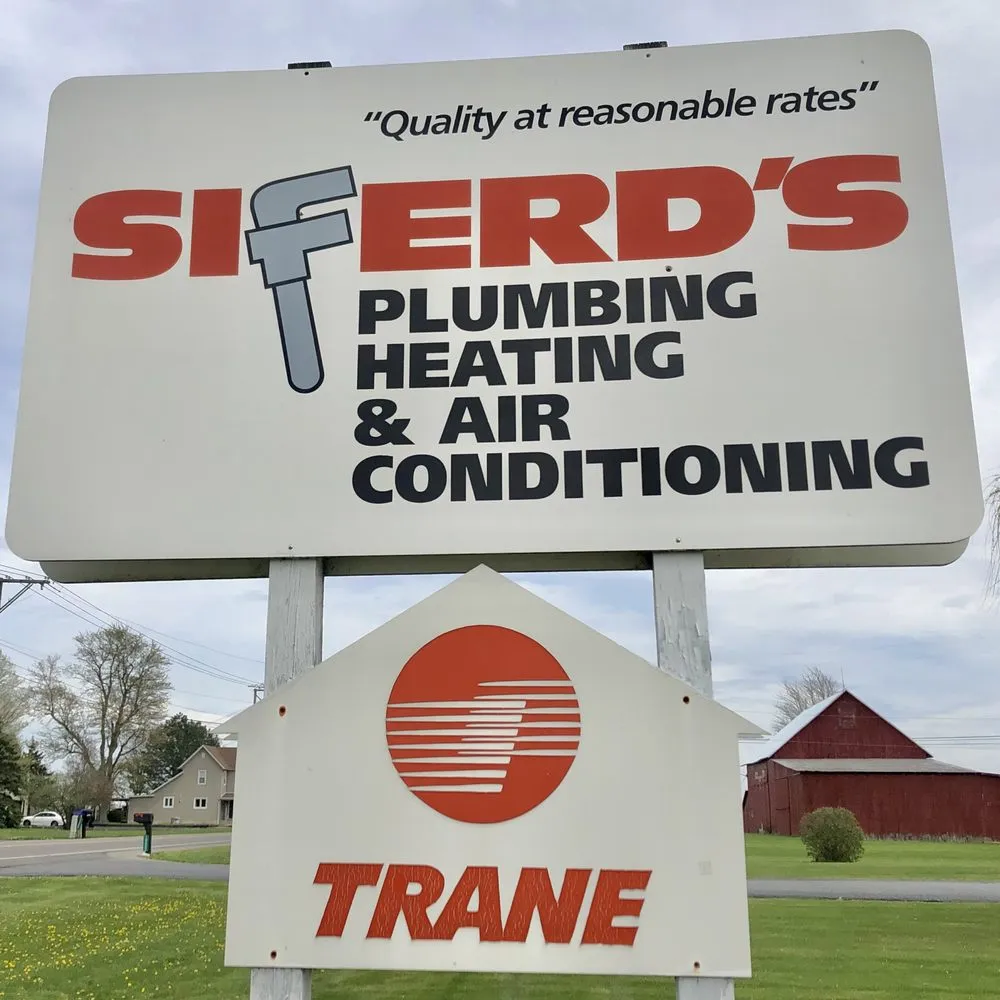 “Quality at reasonable rates”
SIFERD'S
PLUMBING
HEATING
& AIR
CONDITIONING
TRANE